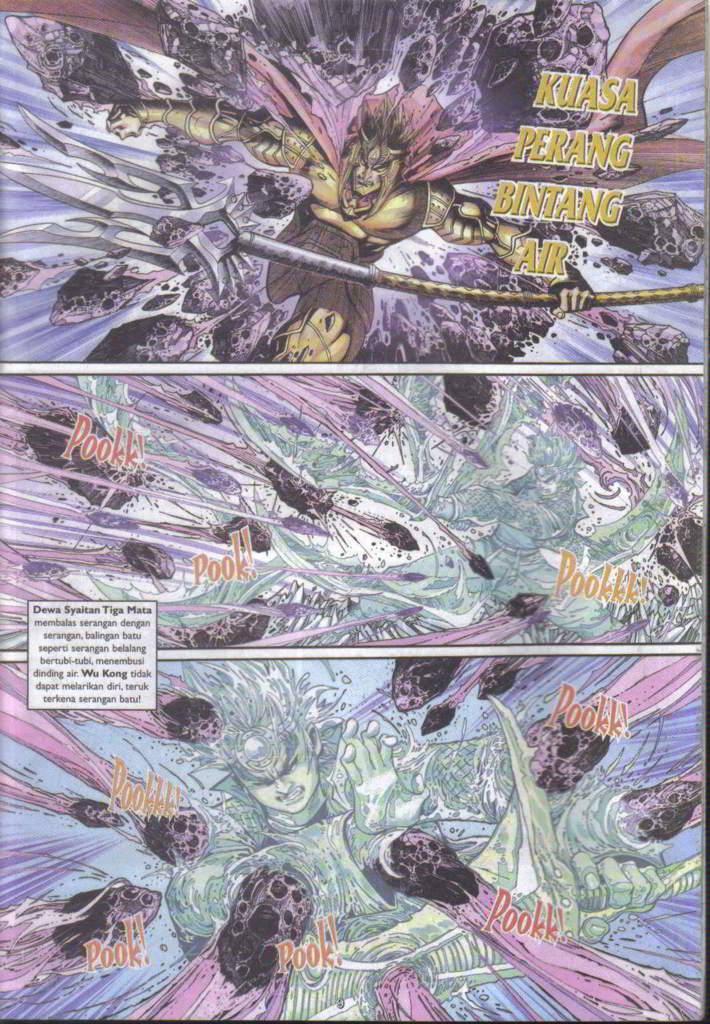 KUASA
PERANG
BINTANG
AIR
Pookk!
Pook!
Pookkk!
Dewa Syaitan Tiga Mata
membalas serangan dengan
serangan, balingan batu
seperti serangan belalang
bertubi-tubi, menembusi
dinding air. Wu Kong tidak
dapat melarikan diri, teruk
terkena serangan batu!
Pookk!
Pookkk!
Pookk!
Pook!
Pook!
9